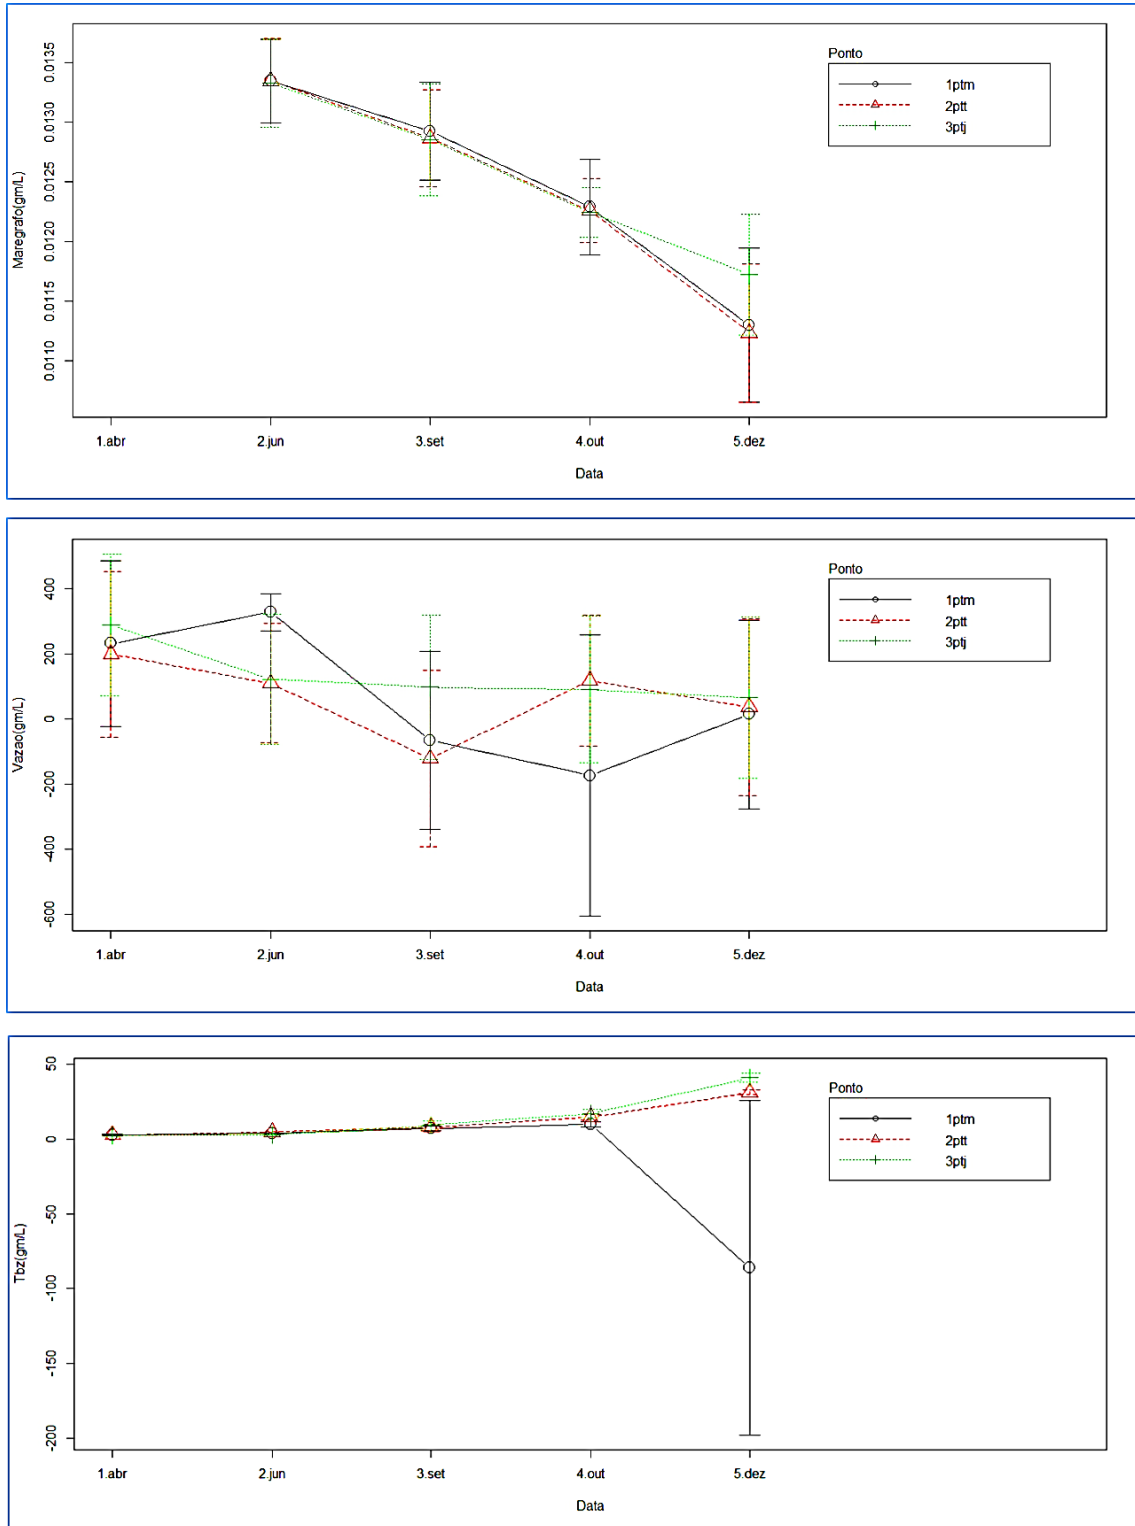 Maregrafo(gm/L)
0.0135
0.0130
0.0125
0.0120
0.0115
0.0110
1.abr 2.jun 3.set 4.out 5.dez
Data
Ponto
1ptm
2ptt
3ptj
Vazao(gm/L)
400
200
0
-200
-400
-600
1.abr 2.jun 3.set 4.out 5.dez
Data
Ponto
1ptm
2ptt
3ptj
Tbz(gm/L)
50
0
-50
-100
-150
-200
1.abr 2.jun 3.set 4.out 5.dez
Data
Ponto
1ptm
2ptt
3ptj